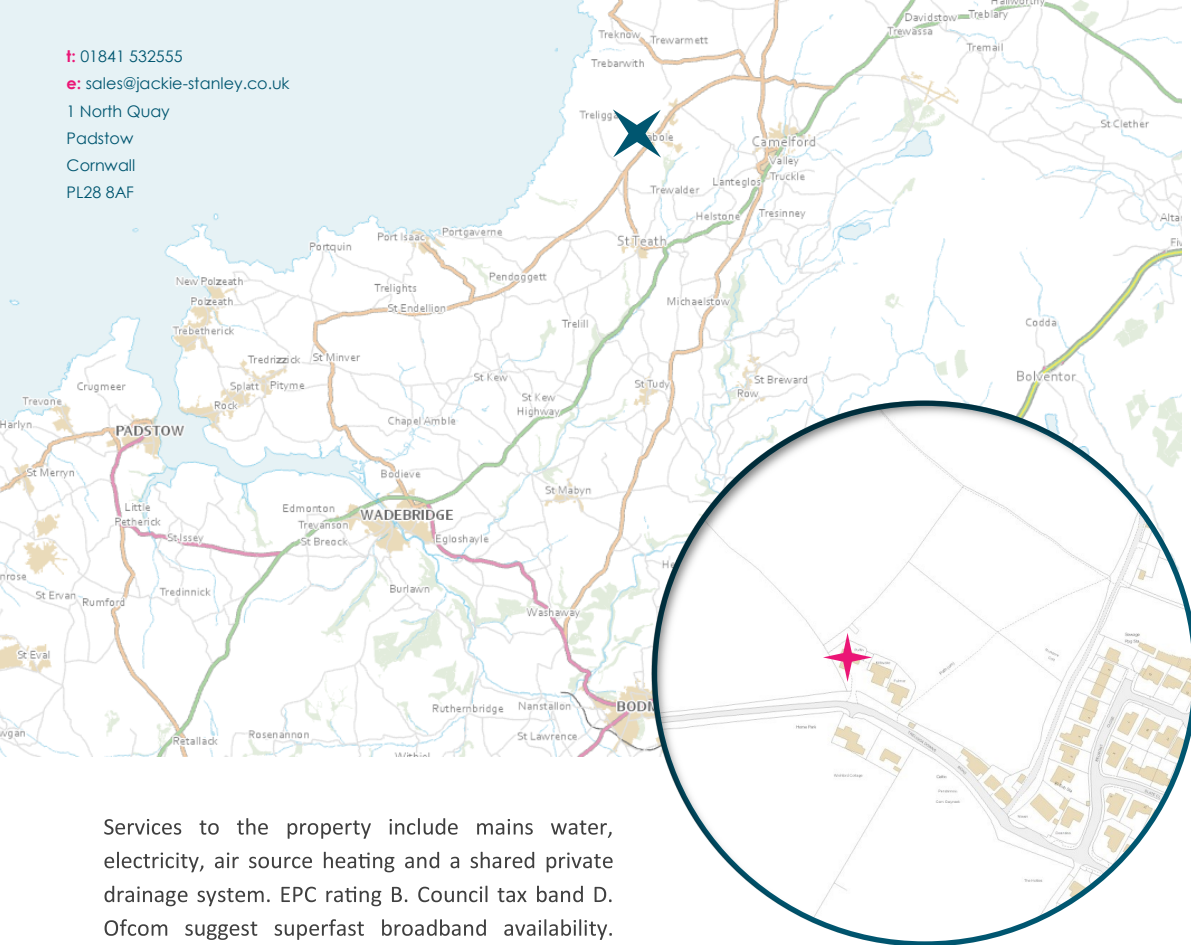 t: 01841 532555
e: sales@jackie-stanley.co.uk
1 North Quay
Padstow
Cornwall
PL28 8AF
Treknow
Trewarmett
Trebarwith
Davidstow
Treblary
Trewassa
Tremail
St Clether
Camelford
Valley
Truckle
Lanteglos
Trewalder
Helstone
Tresinney
St Teath
Port Isaac
Portgaverne
Portquin
Pendoggett
Trelights
St Endellion
Michaelstow
New Polzeath
Polzeath
Trebetherick
Trelill
Codda
Tredrizzick
St Minver
Crugmeer
Splatt
Pityme
St Kew
St Tudy
St Breward
Row
Bolventor
Trevone
Harlyn
Rock
St Kew
Highway
Chapel Amble
PADSTOW
St Merryn
Bodieve
St Mabyn
Little
Petherick
Edmonton
Trevanson
WADEBRIDGE
St Issey
St Breock
Egloshayle
St Ervan
Rumford
Tredinnick
Burlawn
Washaway
St Eval
Ruthernbridge
Nanstallon
BODM
Retallack
Rosenannon
St Lawrence
Withiel
Home Park
Services to the property include mains water,
electricity, air source heating and a shared private
drainage system. EPC rating B. Council tax band D.
Ofcom suggest superfast broadband availability.